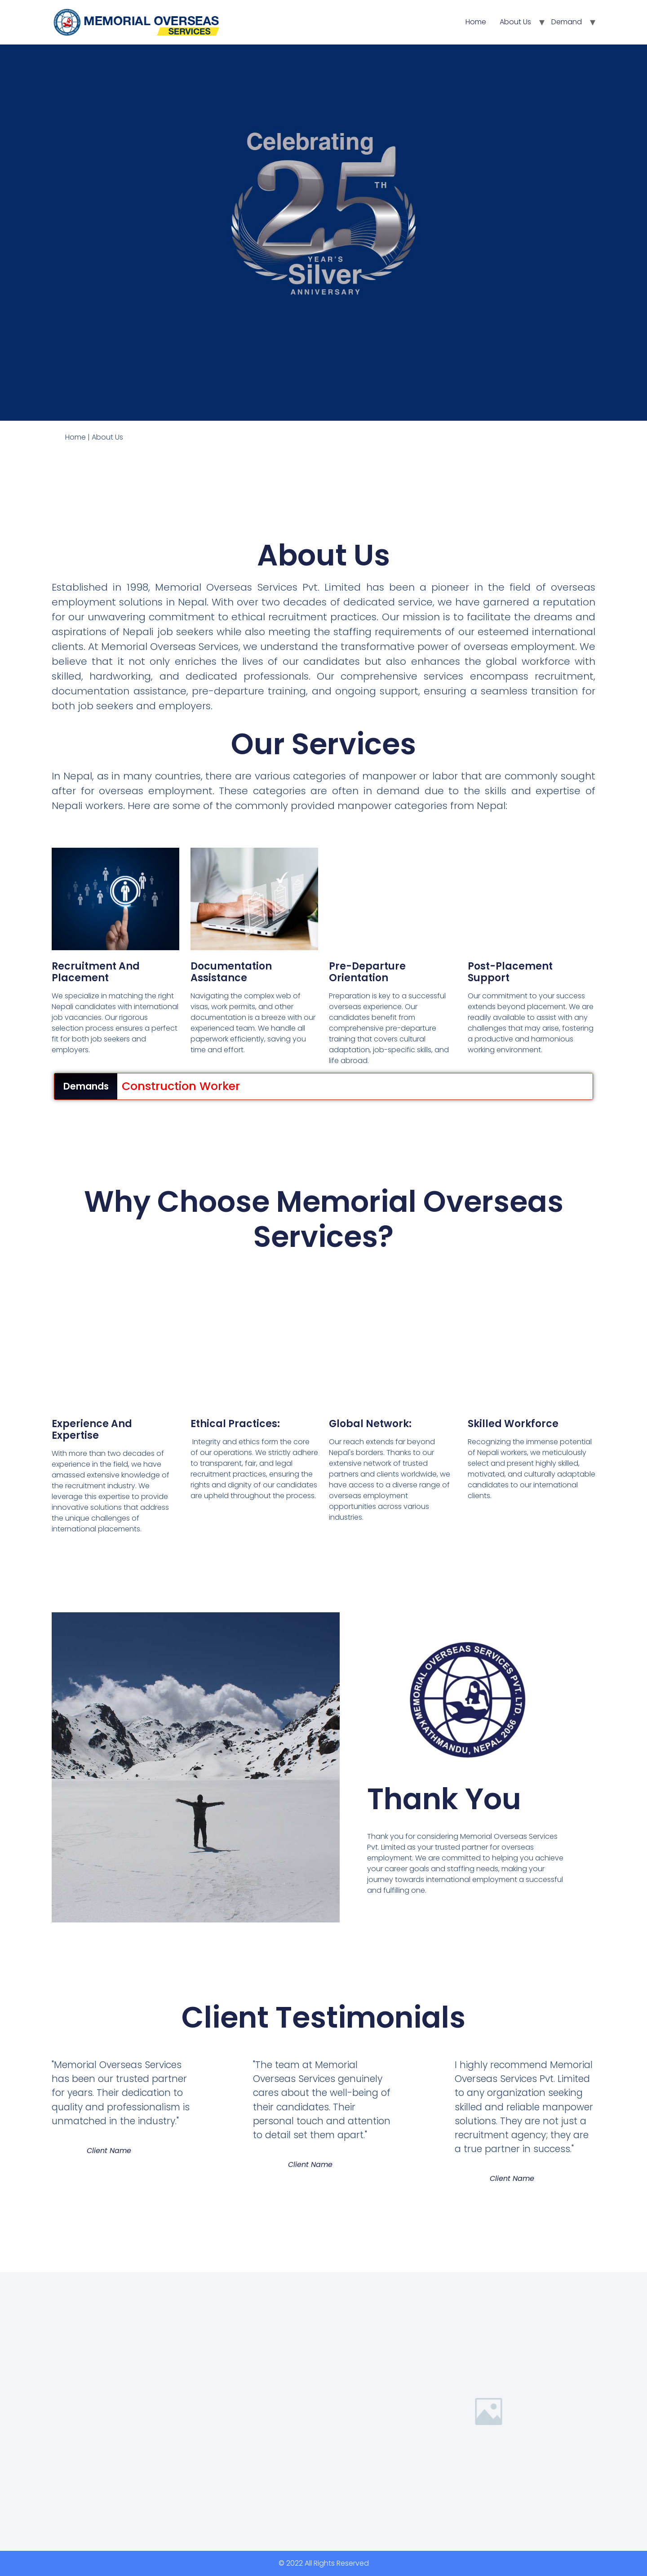 MEMORIAL OVERSEAS
SERVICES
Home About Us ▼ Demand ▼
Celebrating
25 TH
YEAR'S
Silver
ANNIVERSARY
Home | About Us
About Us
Established in 1998, Memorial Overseas Services Pvt. Limited has been a pioneer in the field of overseas
employment solutions in Nepal. With over two decades of dedicated service, we have garnered a reputation
for our unwavering commitment to ethical recruitment practices. Our mission is to facilitate the dreams and
aspirations of Nepali job seekers while also meeting the staffing requirements of our esteemed international
clients. At Memorial Overseas Services, we understand the transformative power of overseas employment. We
believe that it not only enriches the lives of our candidates but also enhances the global workforce with
skilled, hardworking, and dedicated professionals. Our comprehensive services encompass recruitment,
documentation assistance, pre-departure training, and ongoing support, ensuring a seamless transition for
both job seekers and employers.
Our Services
In Nepal, as in many countries, there are various categories of manpower or labor that are commonly sought
after for overseas employment. These categories are often in demand due to the skills and expertise of
Nepali workers. Here are some of the commonly provided manpower categories from Nepal:
Recruitment And
Placement
We specialize in matching the right
Nepali candidates with international
job vacancies. Our rigorous
selection process ensures a perfect
fit for both job seekers and
employers.
Documentation
Assistance
Navigating the complex web of
visas, work permits, and other
documentation is a breeze with our
experienced team. We handle all
paperwork efficiently, saving you
time and effort.
Pre-Departure
Orientation
Preparation is key to a successful
overseas experience. Our
candidates benefit from
comprehensive pre-departure
training that covers cultural
adaptation, job-specific skills, and
life abroad.
Post-Placement
Support
Our commitment to your success
extends beyond placement. We are
readily available to assist with any
challenges that may arise, fostering
a productive and harmonious
working environment.
Demands Construction Worker
Why Choose Memorial Overseas
Services?
Experience And
Expertise
With more than two decades of
experience in the field, we have
amassed extensive knowledge of
the recruitment industry. We
leverage this expertise to provide
innovative solutions that address
the unique challenges of
international placements.
Ethical Practices:
Integrity and ethics form the core
of our operations. We strictly adhere
to transparent, fair, and legal
recruitment practices, ensuring the
rights and dignity of our candidates
are upheld throughout the process.
Global Network:
Our reach extends far beyond
Nepal's borders. Thanks to our
extensive network of trusted
partners and clients worldwide, we
have access to a diverse range of
overseas employment
opportunities across various
industries.
Skilled Workforce
Recognizing the immense potential
of Nepali workers, we meticulously
select and present highly skilled,
motivated, and culturally adaptable
candidates to our international
clients.
MEMORIAL OVERSEAS SERVICES PVT. LTD.
KATHMANDU, NEPAL 2056
Thank You
Thank you for considering Memorial Overseas Services
Pvt. Limited as your trusted partner for overseas
employment. We are committed to helping you achieve
your career goals and staffing needs, making your
journey towards international employment a successful
and fulfilling one.
Client Testimonials
"Memorial Overseas Services
has been our trusted partner
for years. Their dedication to
quality and professionalism is
unmatched in the industry."
Client Name
"The team at Memorial
Overseas Services genuinely
cares about the well-being of
their candidates. Their
personal touch and attention
to detail set them apart."
Client Name
I highly recommend Memorial
Overseas Services Pvt. Limited
to any organization seeking
skilled and reliable manpower
solutions. They are not just a
recruitment agency; they are
a true partner in success."
Client Name
© 2022 All Rights Reserved